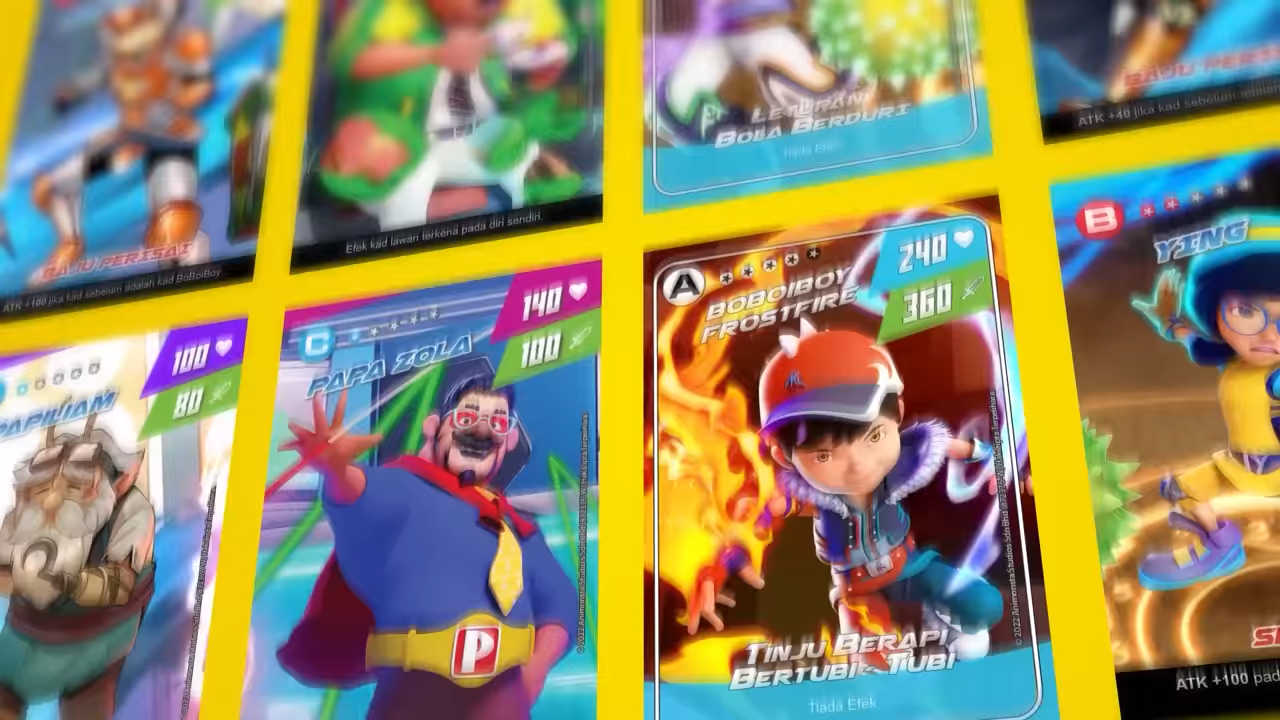 BAJU PERISAI
ATK +100 jika kad sebelum adalah kad BoBoiBoy
Efek kad lawan terkena pada diri sendiri.
LETUPAN
BOLA BERDURI
Tiada Efek
ATK +40 jika kad sebelum
100
80
PAPILIAM
C
PAPA ZOLA
140
100
P
A
BOBOIBOY
FROSTFIRE
240
360
TINJU BERAPI
BERTUBI - TUBI
Tiada Efek
B
YING
ATK +100